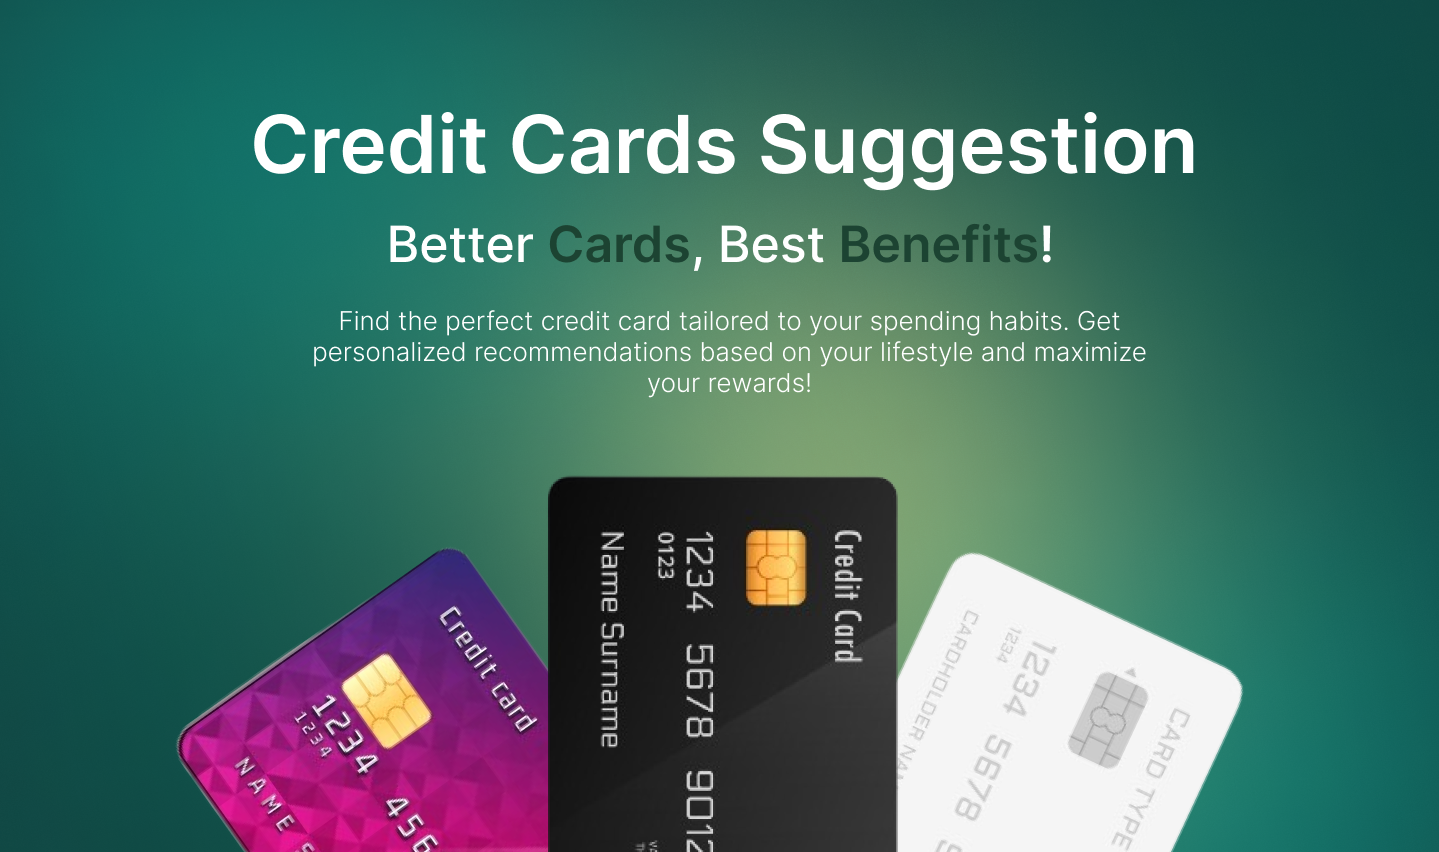 Credit Cards Suggestion
Better Cards, Best Benefits!
Find the perfect credit card tailored to your spending habits. Get
personalized recommendations based on your lifestyle and maximize
your rewards!
Credit card
1234 456
1234
NAME
Credit Card
1234 5678 9012
0123
Name Surname
CARD TYPE
1234 5678
1234
CARDHOLDER